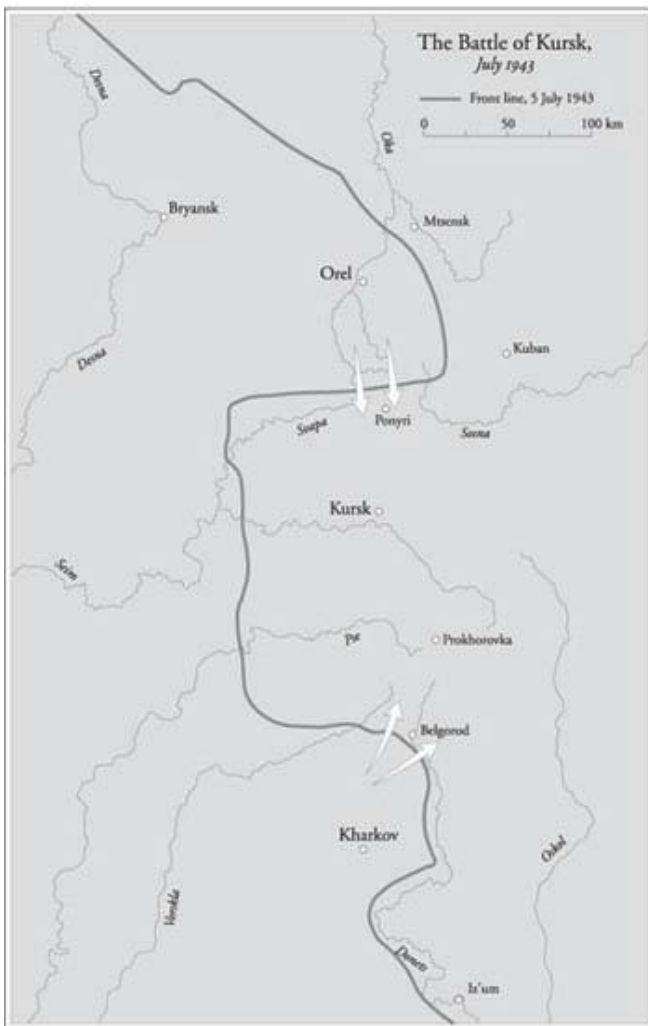 The Battle of Kursk,
July 1943
Front line, 5 July 1943
0 50 100 km
Desna
Oka
Bryansk
Mtsensk
Orel
Kuban
Desna
Svapa
Ponyri
Sosna
Kursk
Seim
Psel
Prokhorovka
Belgorod
Kharkov
Oskol
Vorskla
Donets
Iz'um